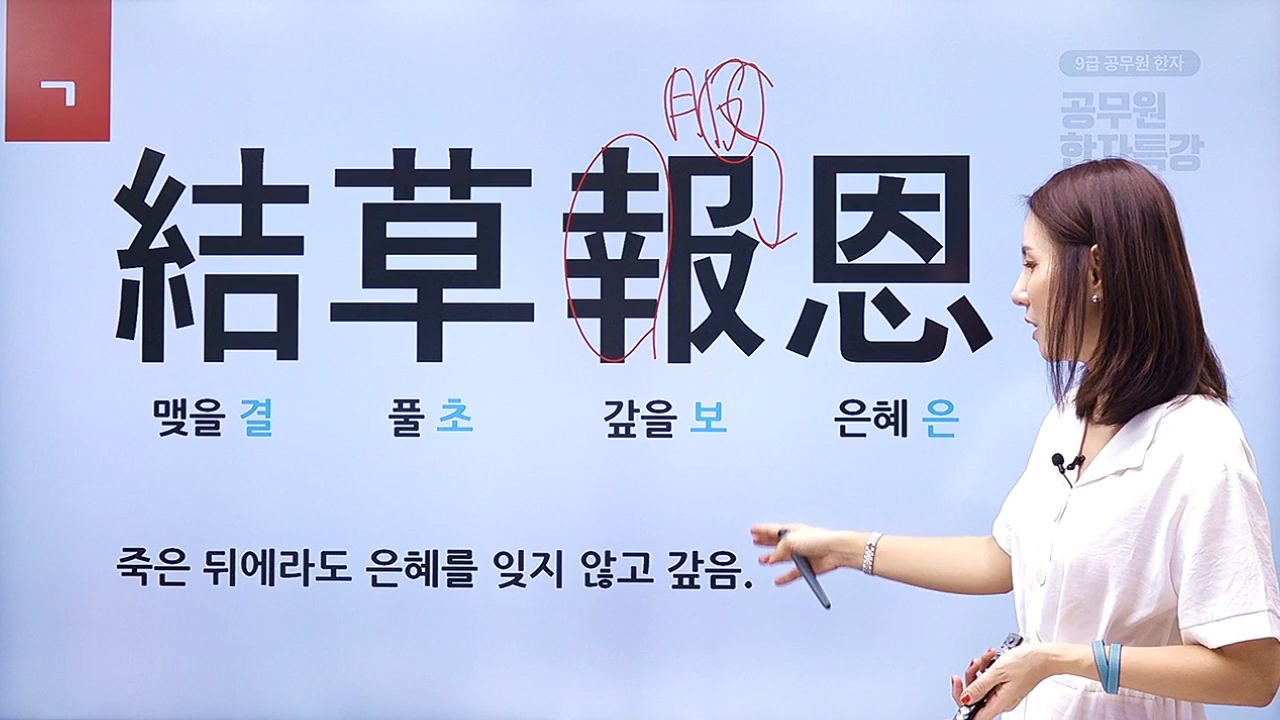 ㄱ
9급 공무원 한자
공무원
한자특강
服
結草報恩
맺을 결 풀 초 갚을 보 은혜 은
죽은 뒤에라도 은혜를 잊지 않고 갚음.